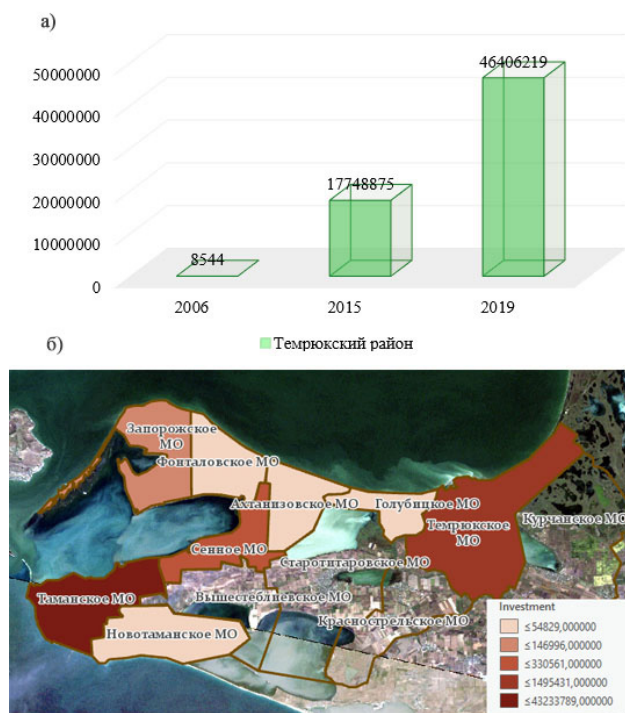 а)
50000000
40000000
30000000
20000000
10000000
0
8544
17748875
46406219
2006 2015 2019
Темрюкский район
б)
Запорожское МО
Фонталовское МО
Ахтанизовское МО
Голубицкое МО
Темрюкское МО
Курчанское МО
Сенное МО
Старотитаровское МО
Таманское МО
Вышестеблиевское МО
Краснострельское МО
Новотаманское МО
Investment
≤54829,000000
≤146996,000000
≤330561,000000
≤1495431,000000
≤43233789,000000